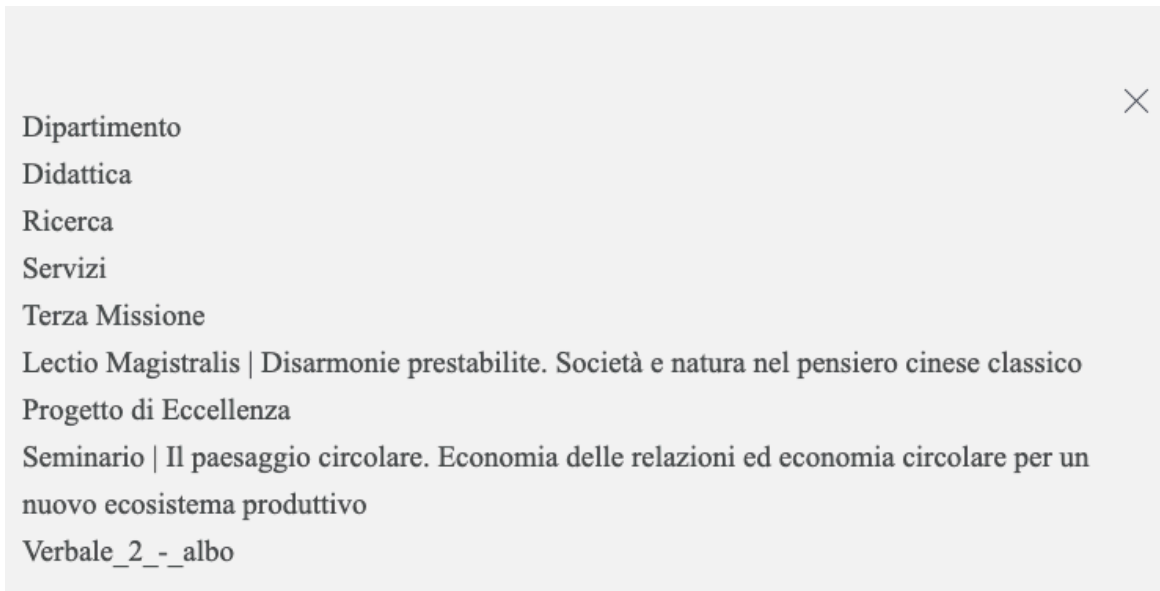 Dipartimento
Didattica
Ricerca
Servizi
Terza Missione
Lectio Magistralis | Disarmonie prestabilite. Società e natura nel pensiero cinese classico
Progetto di Eccellenza
Seminario | Il paesaggio circolare. Economia delle relazioni ed economia circolare per un
nuovo ecosistema produttivo
Verbale_2_-_albo